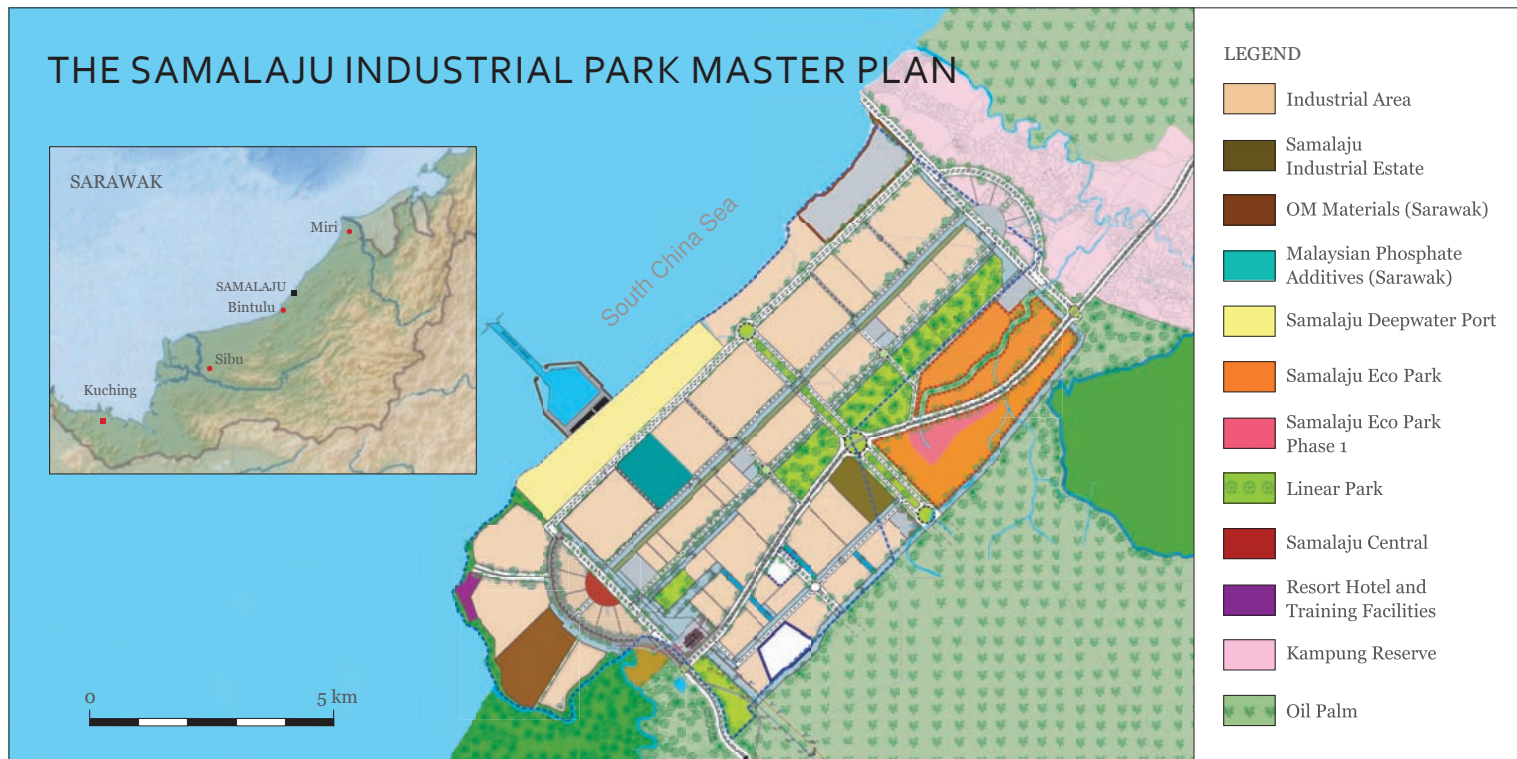 THE SAMALAJU INDUSTRIAL PARK MASTER PLAN
SARAWAK
Miri
SAMALAJU
Bintulu
Sibu
Kuching
South China Sea
0
5 km
LEGEND
Industrial Area
Samalaju
Industrial Estate
OM Materials (Sarawak)
Malaysian Phosphate
Additives (Sarawak)
Samalaju Deepwater Port
Samalaju Eco Park
Samalaju Eco Park
Phase 1
Linear Park
Samalaju Central
Resort Hotel and
Training Facilities
Kampung Reserve
Oil Palm